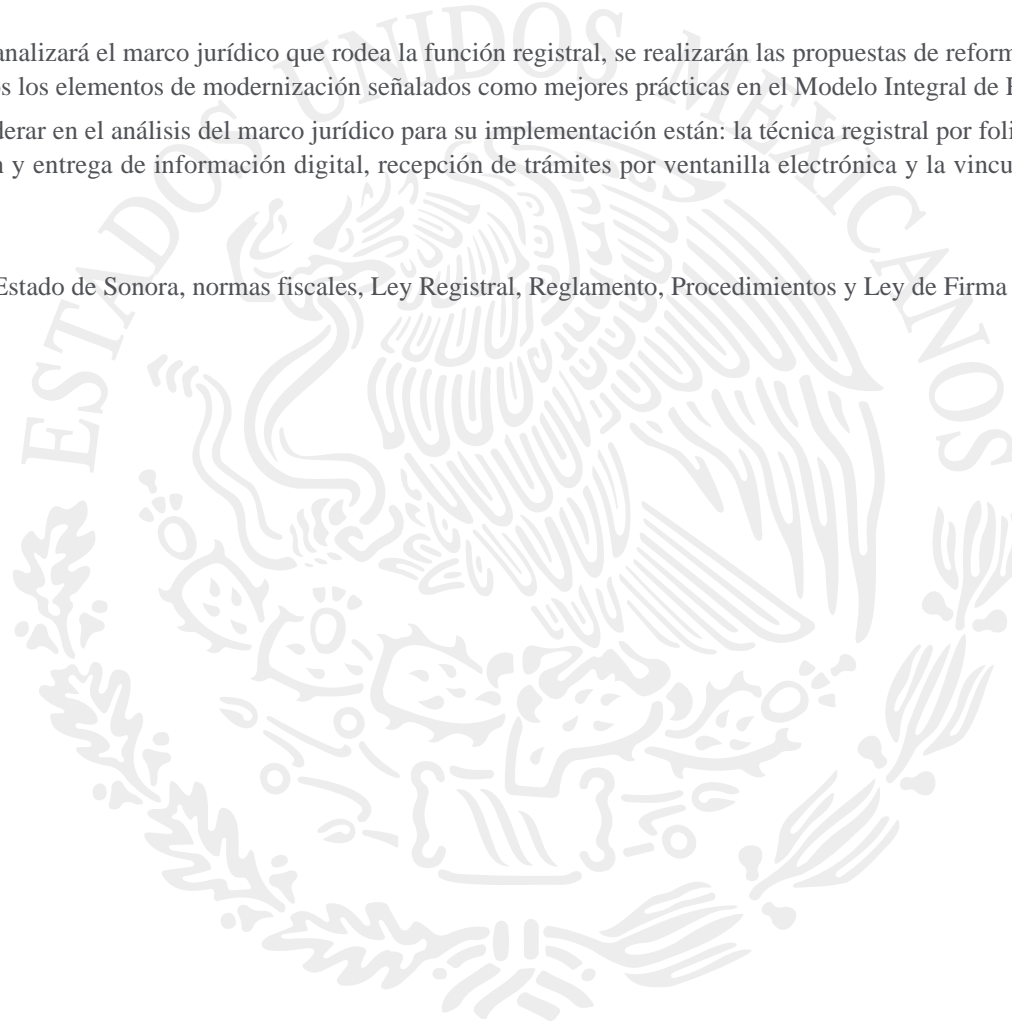 analizará el marco jurídico que rodea la función registral, se realizarán las propuestas de reform
s los elementos de modernización señalados como mejores prácticas en el Modelo Integral de
derar en el análisis del marco jurídico para su implementación están: la técnica registral por foli
n y entrega de información digital, recepción de trámites por ventanilla electrónica y la vincu
Estado de Sonora, normas fiscales, Ley Registral, Reglamento, Procedimientos y Ley de Firma
ESTADOS UNIDOS MEXICANOS